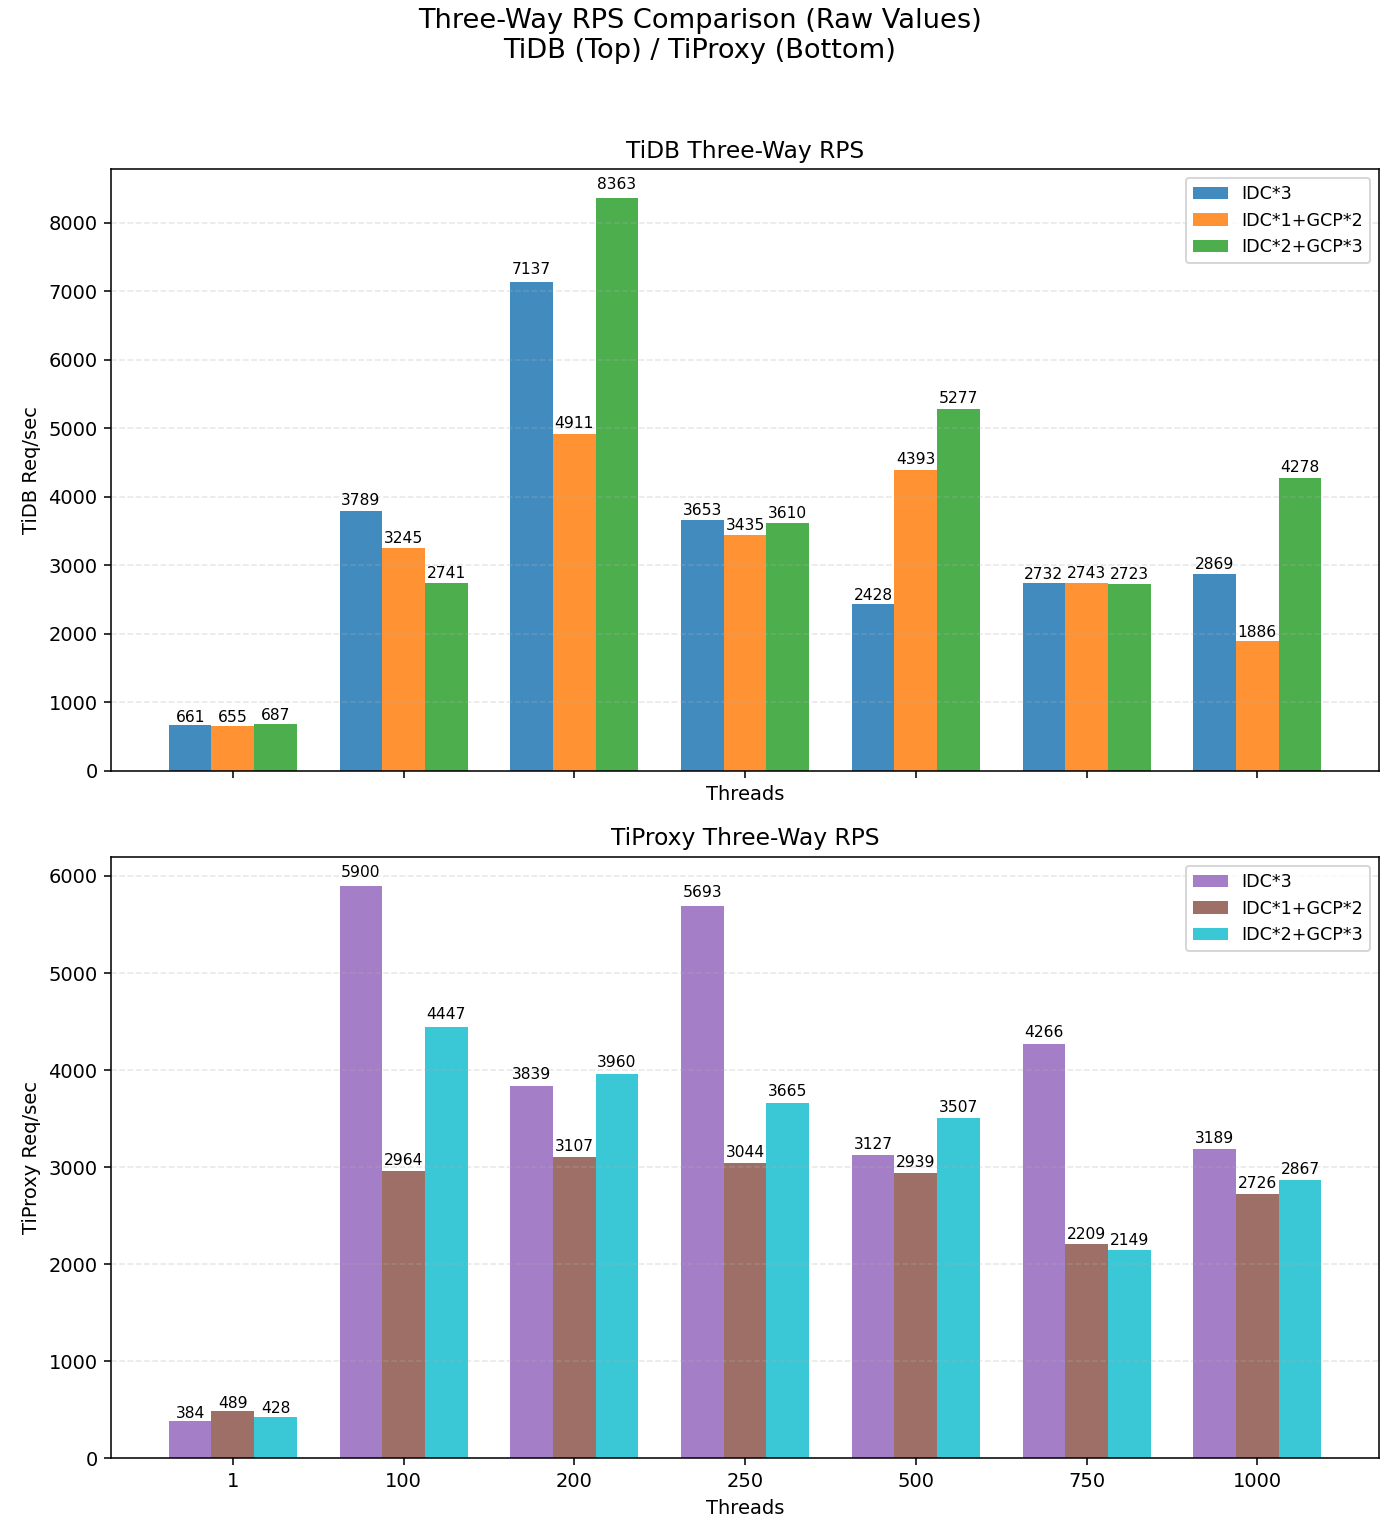 Three-Way RPS Comparison (Raw Values)
TiDB (Top) / TiProxy (Bottom)
TiDB Three-Way RPS
TiDB Req/sec
8000
7000
6000
5000
4000
3000
2000
1000
0
IDC*3
IDC*1+GCP*2
IDC*2+GCP*3
661 655 687
3789 3245 2741
7137 4911 8363
3653 3435 3610
2428 4393 5277
2732 2743 2723
2869 1886 4278
Threads
TiProxy Three-Way RPS
TiProxy Req/sec
6000
5000
4000
3000
2000
1000
0
IDC*3
IDC*1+GCP*2
IDC*2+GCP*3
384 489 428
5900 2964 4447
3839 3107 3960
5693 3044 3665
3127 2939 3507
4266 2209 2149
3189 2726 2867
1 100 200 250 500 750 1000
Threads